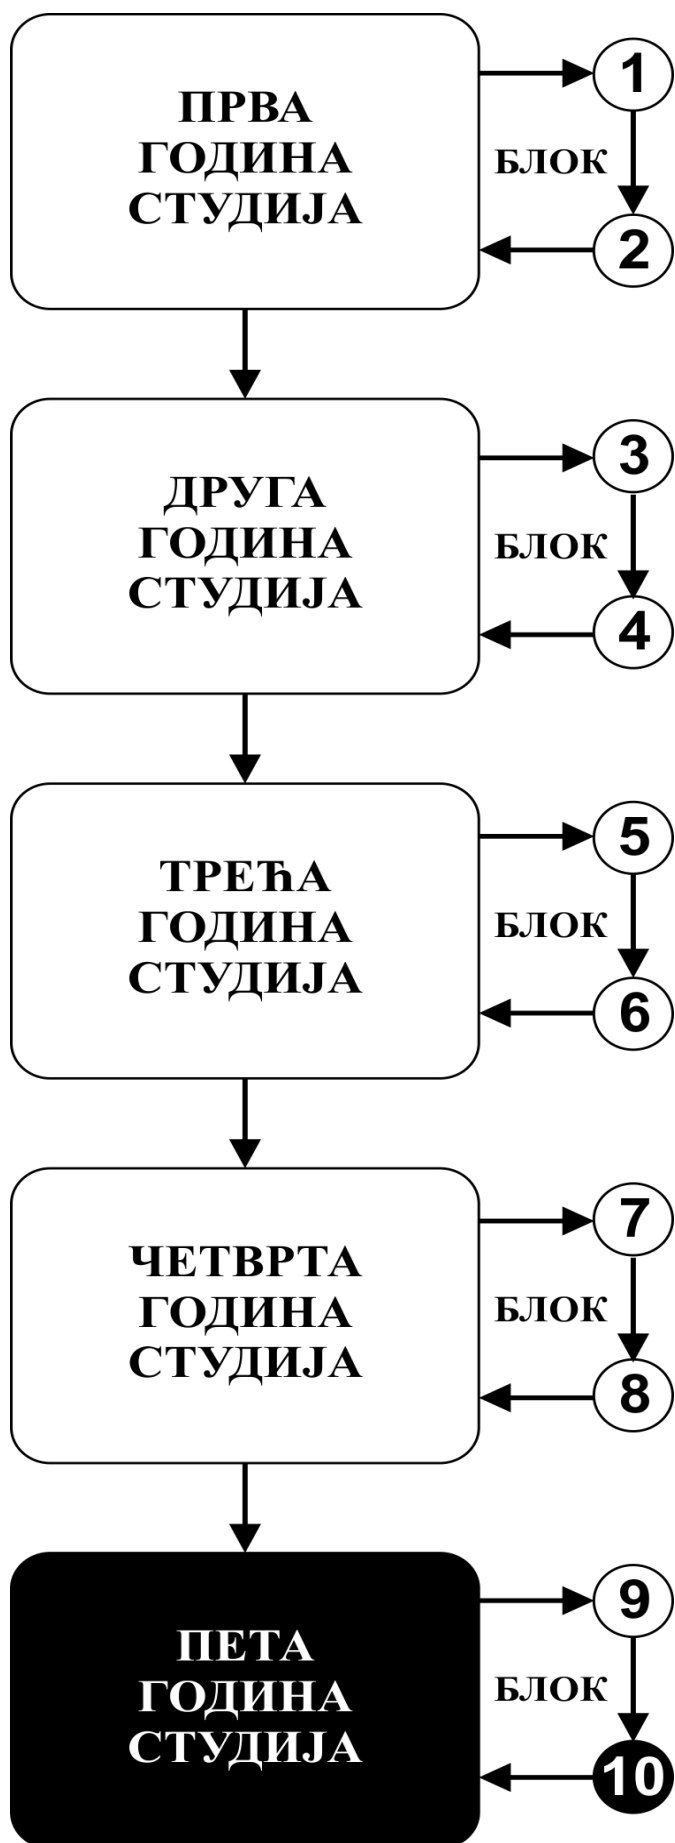 ПРВА
ГОДИНА
СТУДИЈА
1
БЛОК
2
ДРУГА
ГОДИНА
СТУДИЈА
3
БЛОК
4
ТРЕЋА
ГОДИНА
СТУДИЈА
5
БЛОК
6
ЧЕТВРТА
ГОДИНА
СТУДИЈА
7
БЛОК
8
ПЕТА
ГОДИНА
СТУДИЈА
9
БЛОК
10